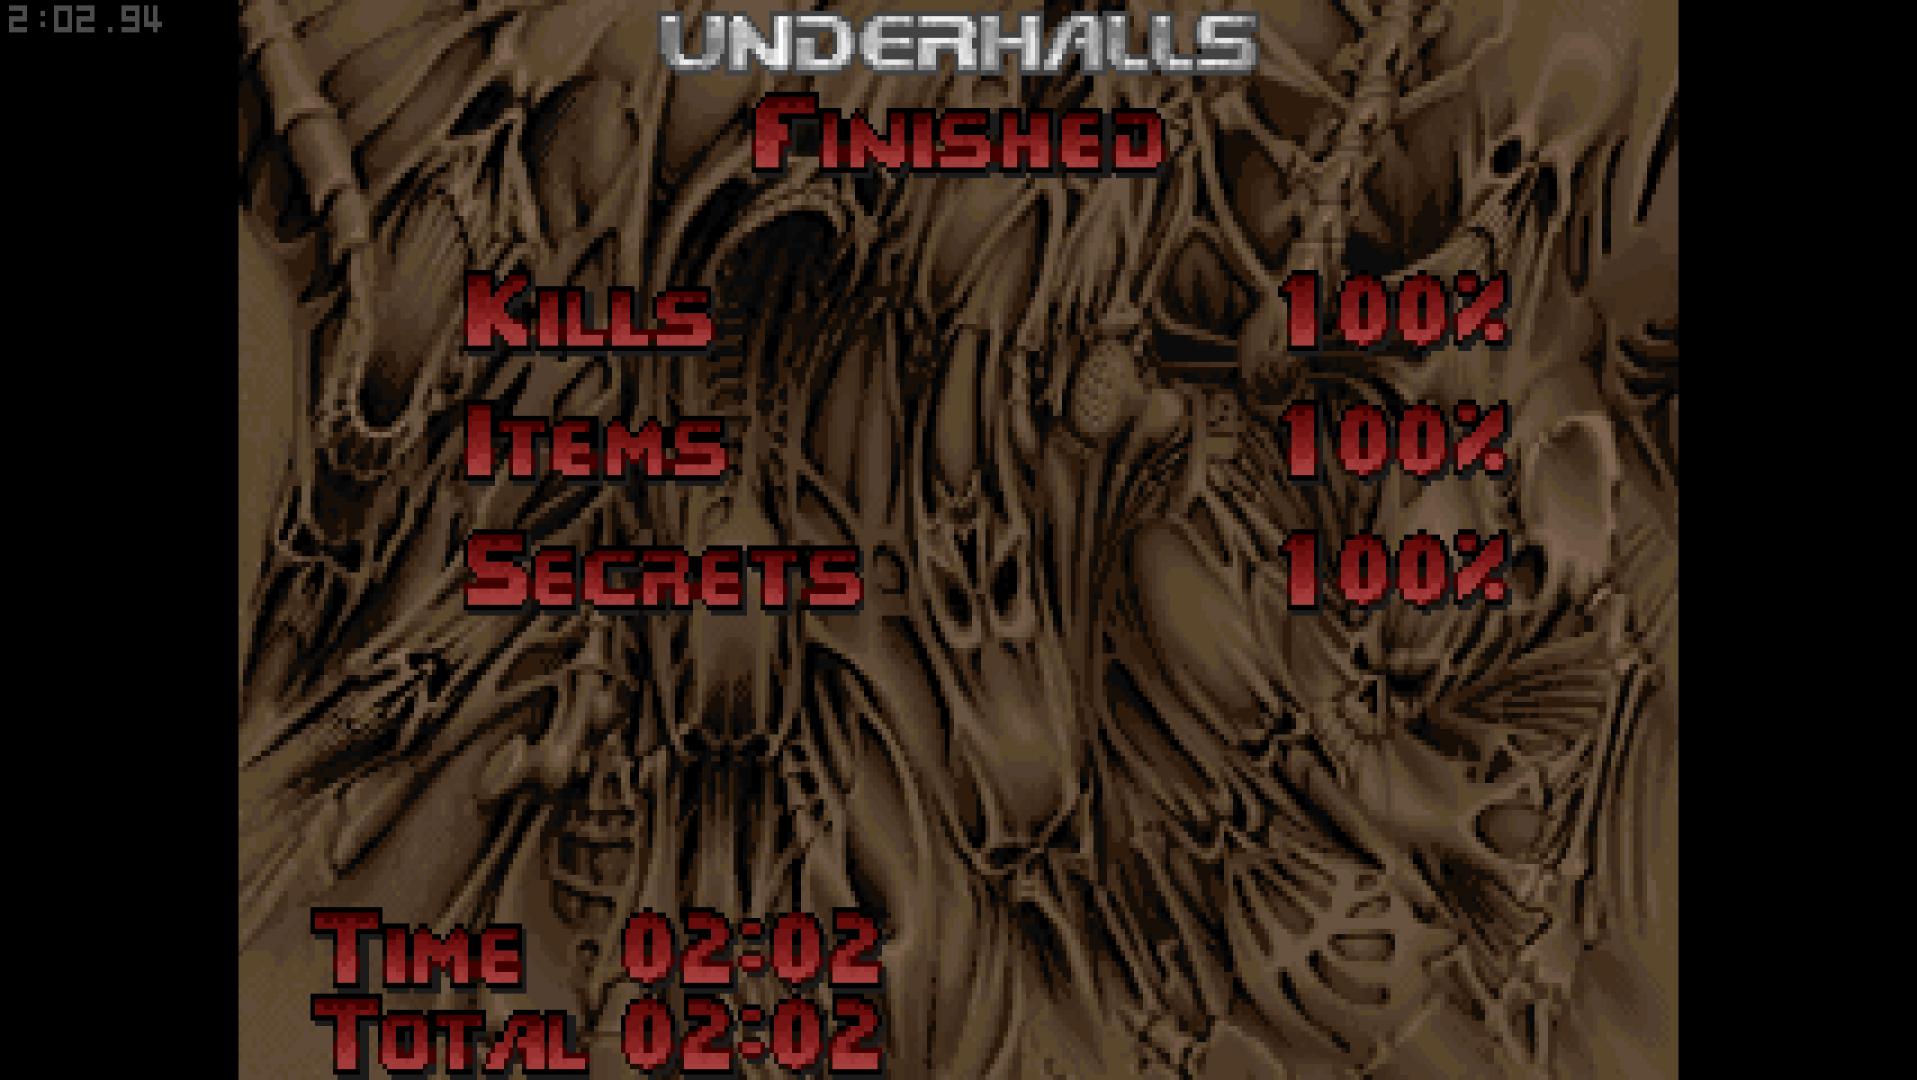 2:02.94
UNDERHALLS
FINISHED
KILLS 100%
ITEMS 100%
SECRETS 100%
TIME 02:02
TOTAL 02:02